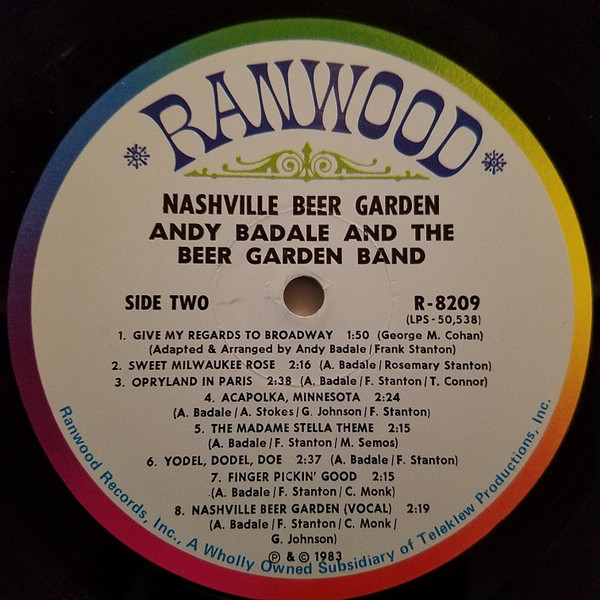 RANWOOD
NASHVILLE BEER GARDEN
ANDY BADALE AND THE
BEER GARDEN BAND
SIDE TWO
R-8209
(LPS-50,538)
1. GIVE MY REGARDS TO BROADWAY 1:50 (George M. Cohan)
(Adapted & Arranged by Andy Badale/Frank Stanton)
2. SWEET MILWAUKEE ROSE 2:16 (A. Badale/Rosemary Stanton)
3. OPRYLAND IN PARIS 2:38 (A. Badale/F. Stanton/T. Connor)
4. ACAPOLKA, MINNESOTA 2:24
(A. Badale/A. Stokes/G. Johnson/F. Stanton)
5. THE MADAME STELLA THEME 2:15
(A. Badale/F. Stanton/M. Semos)
6. YODEL, DODEL, DOE 2:37 (A. Badale/F. Stanton)
7. FINGER PICKIN' GOOD 2:15
(A. Badale/F. Stanton/C. Monk)
8. NASHVILLE BEER GARDEN (VOCAL) 2:19
(A. Badale/F. Stanton/C. Monk/
G. Johnson)
℗ & © 1983
Ranwood Records, Inc., A Wholly Owned Subsidiary of Teleklew Productions, Inc.